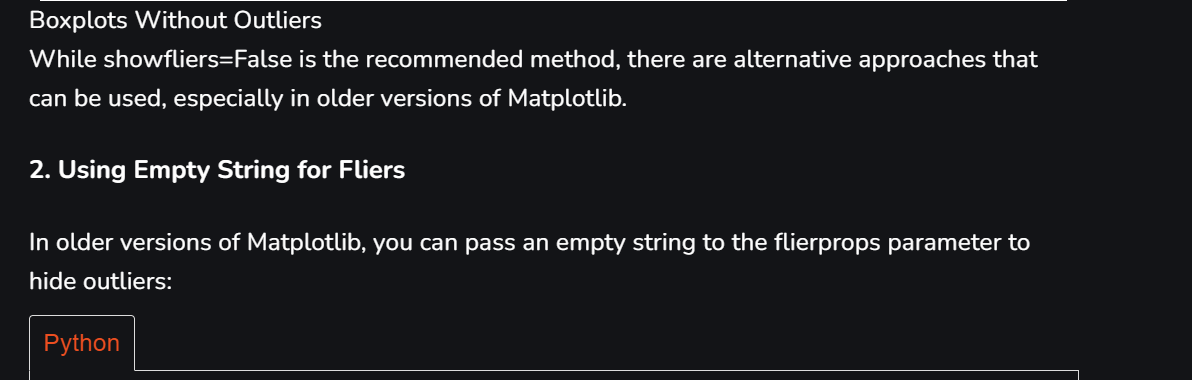 Boxplots Without Outliers
While showfliers=False is the recommended method, there are alternative approaches that
can be used, especially in older versions of Matplotlib.
2. Using Empty String for Fliers
In older versions of Matplotlib, you can pass an empty string to the flierprops parameter to
hide outliers:
Python